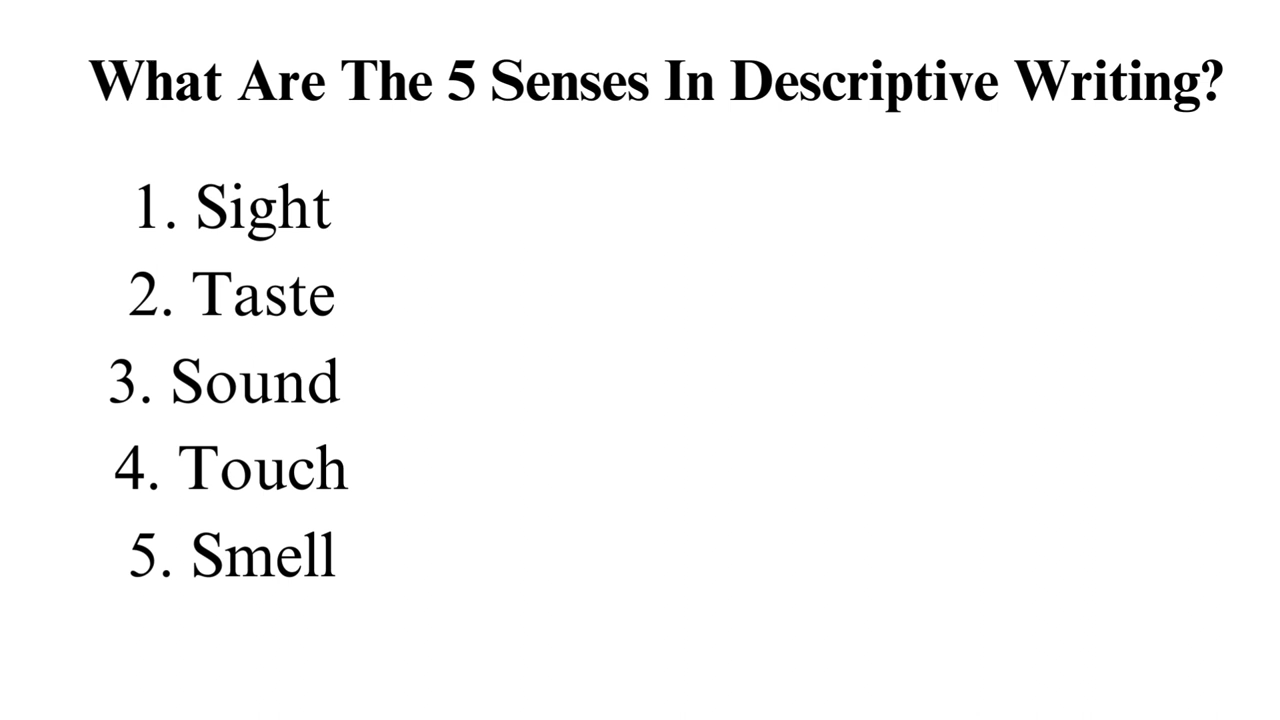 What Are The 5 Senses In Descriptive Writing?
1. Sight
2. Taste
3. Sound
4. Touch
5. Smell